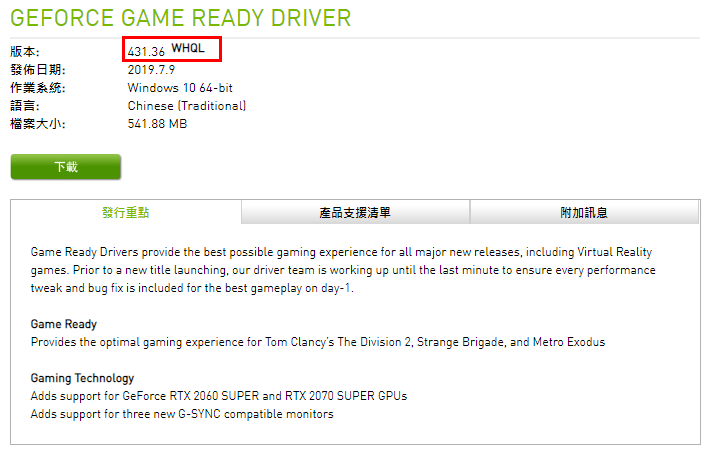 GEFORCE GAME READY DRIVER
版本: 431.36 WHQL
發佈日期: 2019.7.9
作業系統: Windows 10 64-bit
語言: Chinese (Traditional)
檔案大小: 541.88 MB
下載
發行重點 產品支援清單 附加訊息
Game Ready Drivers provide the best possible gaming experience for all major new releases, including Virtual Reality
games. Prior to a new title launching, our driver team is working up until the last minute to ensure every performance
tweak and bug fix is included for the best gameplay on day-1.
Game Ready
Provides the optimal gaming experience for Tom Clancy's The Division 2, Strange Brigade, and Metro Exodus
Gaming Technology
Adds support for GeForce RTX 2060 SUPER and RTX 2070 SUPER GPUs
Adds support for three new G-SYNC compatible monitors